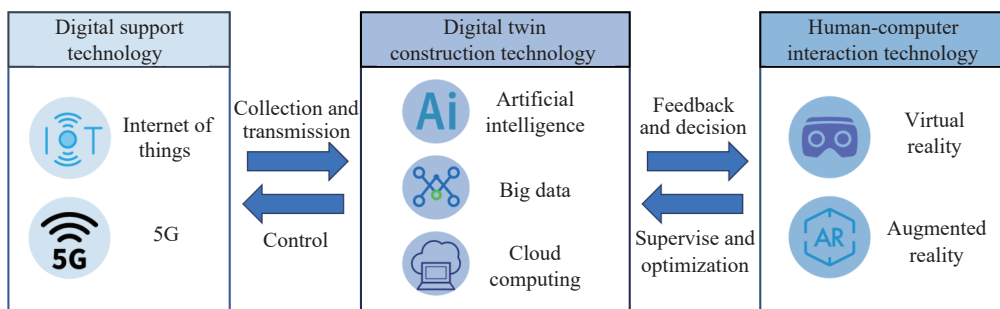 Digital support
technology
Internet of
things
I T
5G
5G
Collection and
transmission
Control
Digital twin
construction technology
Ai
Artificial
intelligence
Big data
Cloud
computing
Feedback
and decision
Supervise and
optimization
Human-computer
interaction technology
Virtual
reality
AR
Augmented
reality